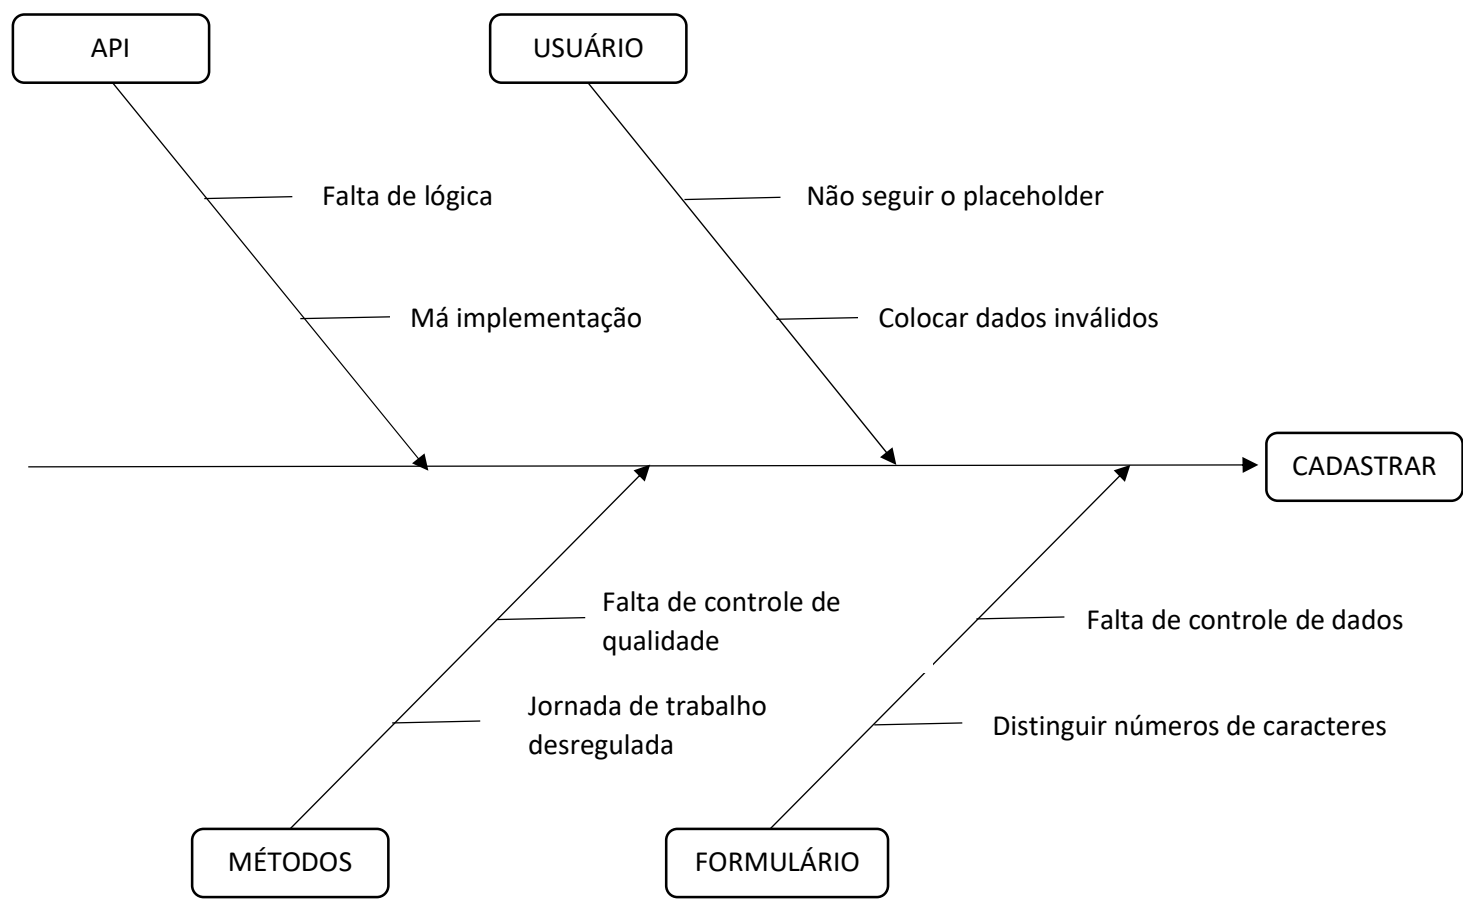 API
USUÁRIO
Falta de lógica
Não seguir o placeholder
Má implementação
Colocar dados inválidos
CADASTRAR
Falta de controle de
qualidade
Falta de controle de dados
Jornada de trabalho
desregulada
Distinguir números de caracteres
MÉTODOS
FORMULÁRIO